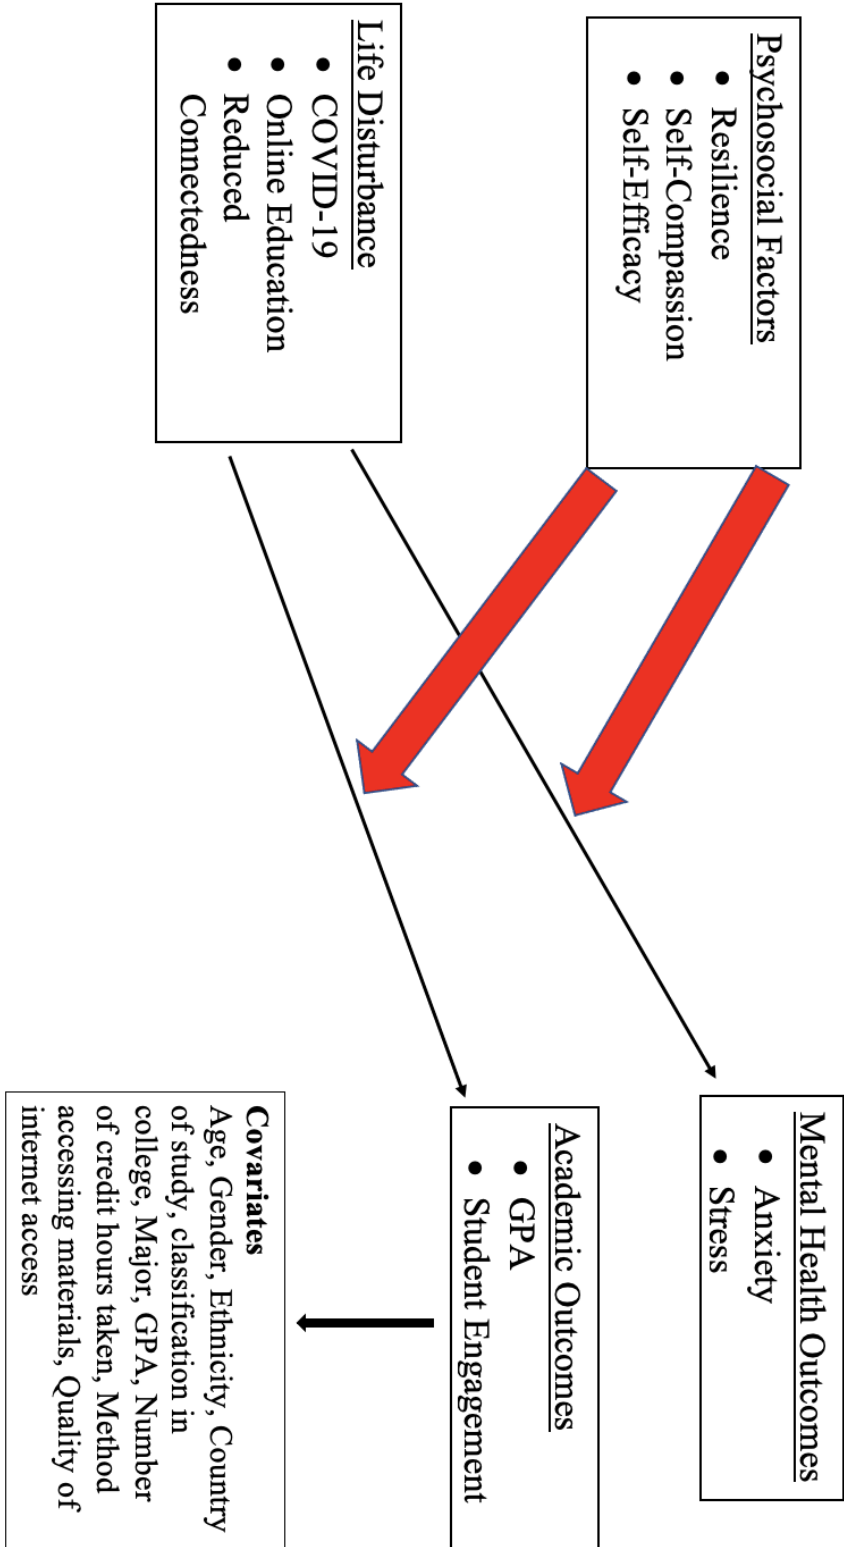 Psychosocial Factors
• Resilience
• Self-Compassion
• Self-Efficacy
Life Disturbance
• COVID-19
• Online Education
• Reduced
Connectedness
Mental Health Outcomes
• Anxiety
• Stress
Academic Outcomes
• GPA
• Student Engagement
Covariates
Age, Gender, Ethnicity, Country
of study, classification in
college, Major, GPA, Number
of credit hours taken, Method
accessing materials, Quality of
internet access